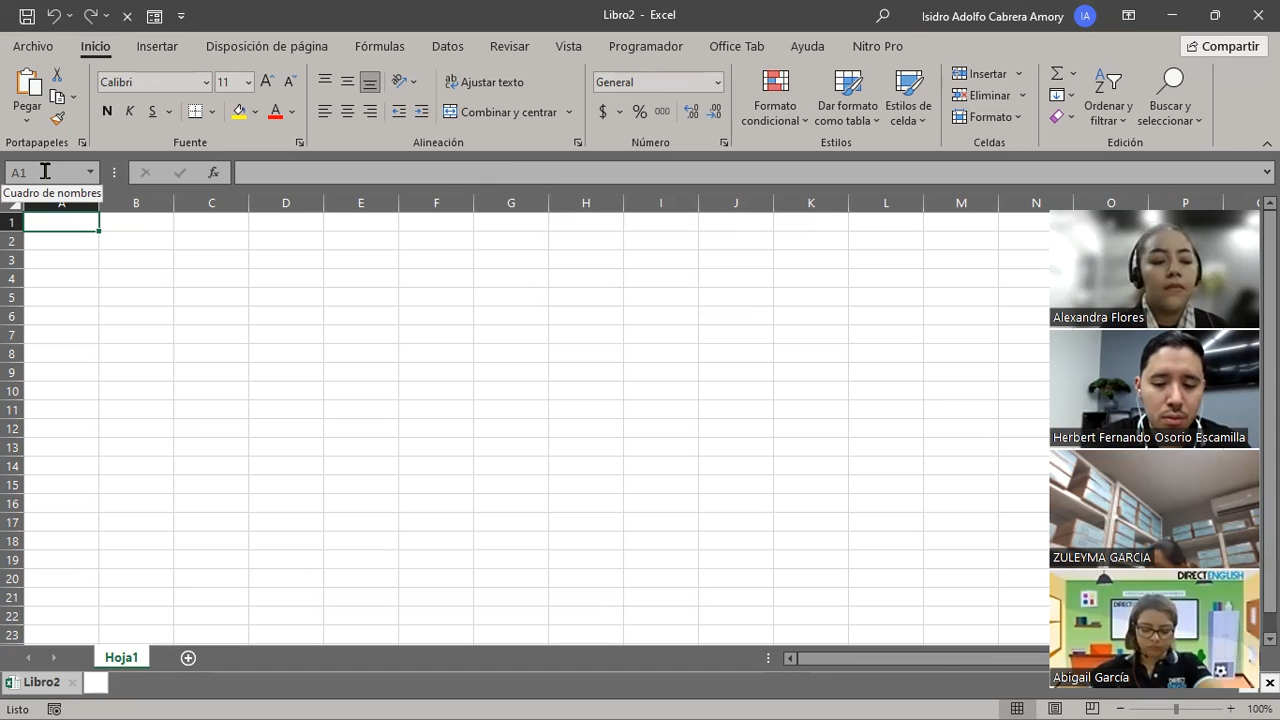 Libro2 - Excel
Isidro Adolfo Cabrera Amory
IA
Archivo Inicio Insertar Disposición de página Fórmulas Datos Revisar Vista Programador Office Tab Ayuda Nitro Pro
Compartir
Pegar
Portapapeles
Calibri 11
N K S
Fuente
Ajustar texto
Combinar y centrar
Alineación
General
$ % 000
Número
Formato condicional
Dar formato como tabla
Estilos de celda
Estilos
Insertar
Eliminar
Formato
Celdas
Ordenar y filtrar
Buscar y seleccionar
Edición
A1
fx
Cuadro de nombres
A B C D E F G H I J K L M N O P
1
2
3
4
5
6
7
8
9
10
11
12
13
14
15
16
17
18
19
20
21
22
23
Alexandra Flores
Herbert Fernando Osorio Escamilla
ZULEYMA GARCIA
DIRECT ENGLISH
Abigail García
Hoja1
Libro2
Listo
100%